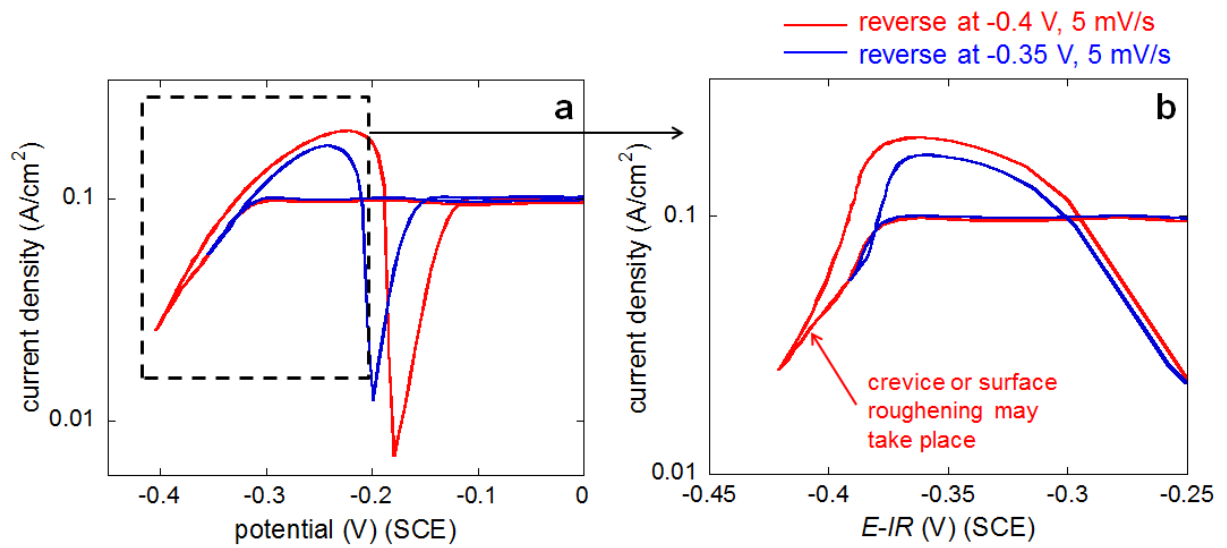 reverse at -0.4 V, 5 mV/s
reverse at -0.35 V, 5 mV/s
a
0.1
0.01
current density (A/cm²)
-0.4 -0.3 -0.2 -0.1 0
potential (V) (SCE)
b
0.1
0.01
current density (A/cm²)
crevice or surface
roughening may
take place
-0.45 -0.4 -0.35 -0.3 -0.25
E-IR (V) (SCE)